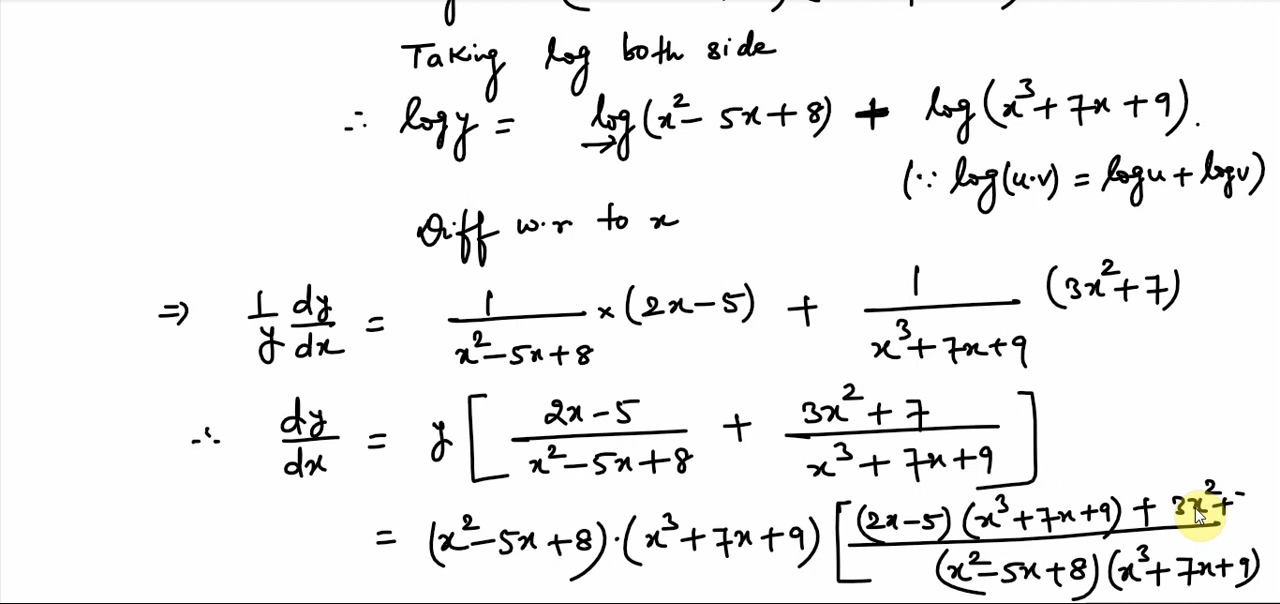 Taking log both side
∴ log y = log(x² - 5x + 8) + log(x³ + 7x + 9).
(∵ log(u·v) = log u + log v)
Diff w.r to x
⇒ 1/y dy/dx = 1/(x² - 5x + 8) × (2x - 5) + 1/(x³ + 7x + 9) (3x² + 7)
∴ dy/dx = y [ (2x - 5)/(x² - 5x + 8) + (3x² + 7)/(x³ + 7x + 9) ]
= (x² - 5x + 8)·(x³ + 7x + 9) [ (2x - 5)(x³ + 7x + 9) + 3x² + / (x² - 5x + 8)(x³ + 7x + 9)